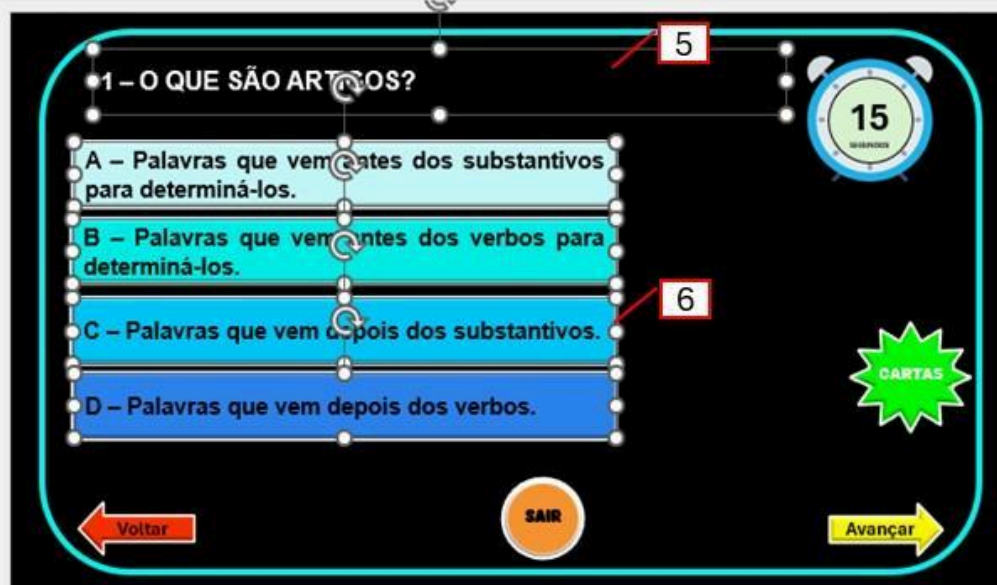 5
1 – O QUE SÃO ARTIGOS?
15
SEGUNDOS
A – Palavras que vem antes dos substantivos
para determiná-los.
B – Palavras que vem antes dos verbos para
determiná-los.
6
C – Palavras que vem depois dos substantivos.
CARTAS
D – Palavras que vem depois dos verbos.
SAIR
Voltar
Avançar